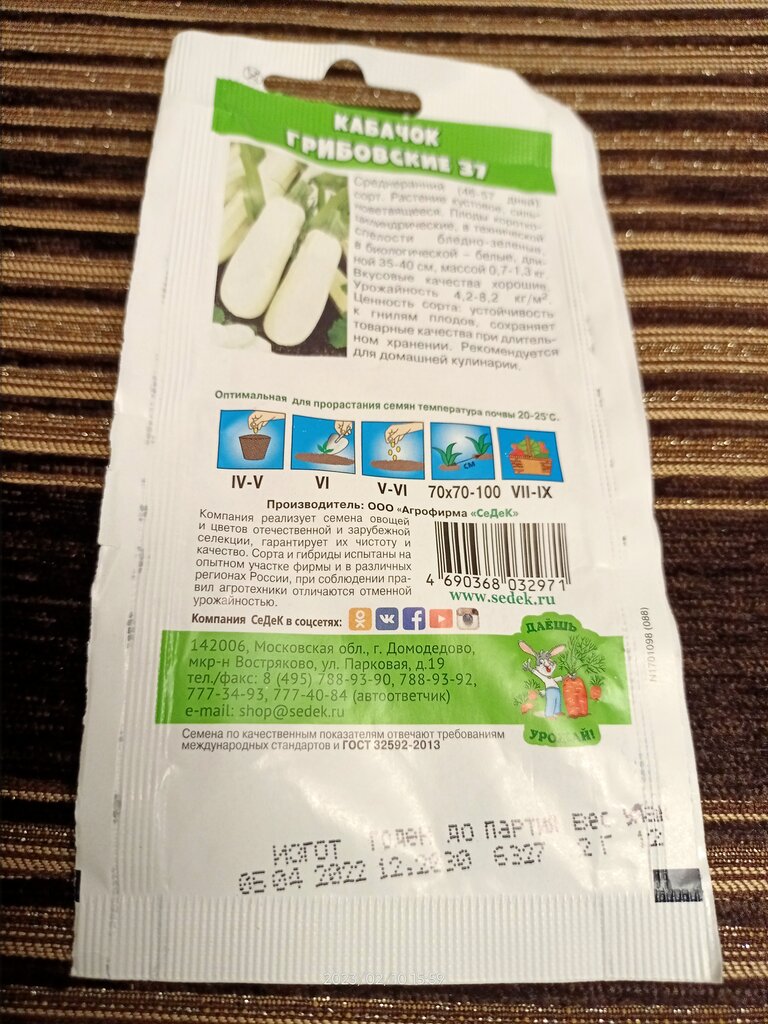 КАБАЧОК
ГРИБОВСКИЕ 37
Среднеранний (46-57 дней)
сорт. Растение кустовое, силь-
новетвящееся. Плоды коротко-
цилиндрические, в технической
спелости бледно-зеленые,
в биологической – белые, дли-
ной 35-40 см, массой 0,7-1,3 кг.
Вкусовые качества хорошие.
Урожайность 4,2-8,2 кг/м².
Ценность сорта: устойчивость
к гнилям плодов, сохраняет
товарные качества при длитель-
ном хранении. Рекомендуется
для домашней кулинарии.
Оптимальная для прорастания семян температура почвы 20-25°С.
см
IV-V VI V-VI 70х70-100 VII-IX
Производитель: ООО «Агрофирма «СеДеК»
Компания реализует семена овощей
и цветов отечественной и зарубежной
селекции, гарантирует их чистоту и
качество. Сорта и гибриды испытаны на
опытном участке фирмы и в различных
регионах России, при соблюдении пра-
вил агротехники отличаются отменной
урожайностью.
4 690368 032971
www.sedek.ru
Компания СеДеК в соцсетях:
142006, Московская обл., г. Домодедово,
мкр-н Востряково, ул. Парковая, д.19
тел./факс: 8 (495) 788-93-90, 788-93-92,
777-34-93, 777-40-84 (автоответчик)
e-mail: shop@sedek.ru
ДАЁШЬ
УРОЖАЙ!
N1701098 (088)
Семена по качественным показателям отвечают требованиям
международных стандартов и ГОСТ 32592-2013
ИЗГОТ годен до партия вес упак
05.04 2022 12.2030 6327 2 Г 12
2023/02/10 15:59